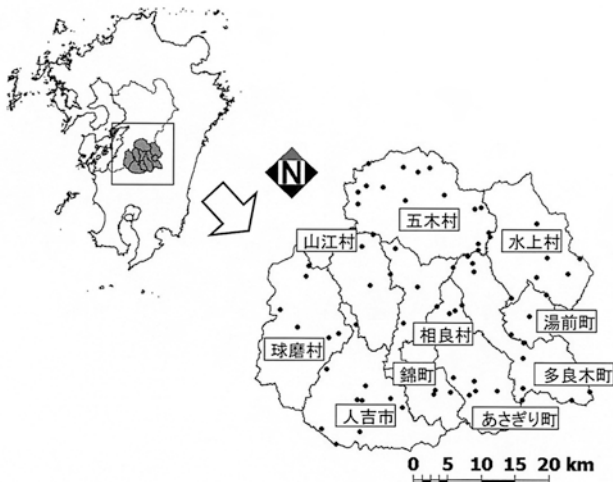 N
五木村
山江村
水上村
湯前町
相良村
球磨村
錦町
多良木町
人吉市
あさぎり町
0 5 10 15 20 km